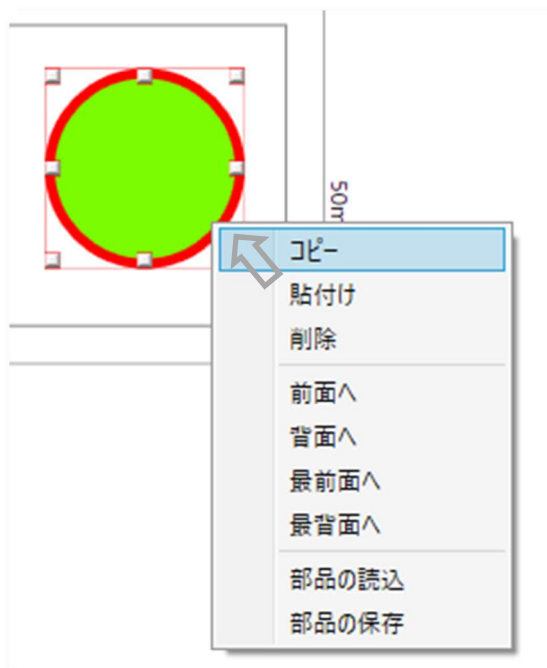 50m
コピー
貼付け
削除
前面へ
背面へ
最前面へ
最背面へ
部品の読込
部品の保存